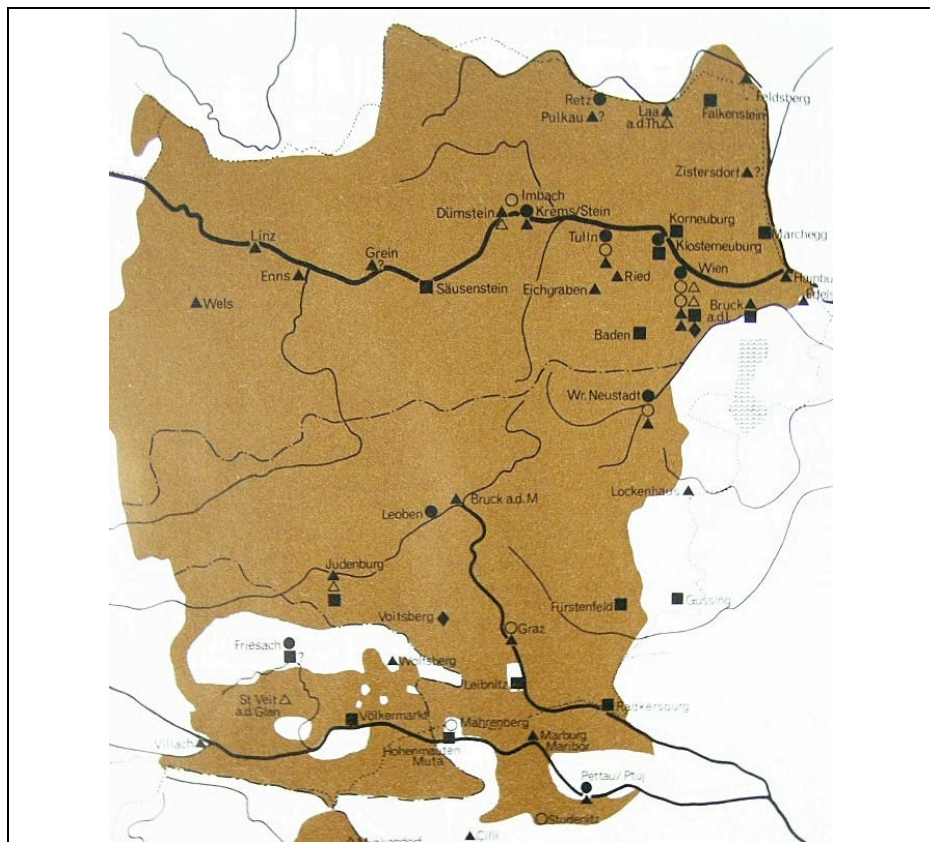 Feldsberg
Retz
Pulkau ?
Laa
a.d.Th.
Falkenstein
Zistersdorf ?
Imbach
Dürnstein
Krems/Stein
Tulln
Korneuburg
Klosterneuburg
Marchegg
Linz
Grein
?
Enns
Ried
Wien
Säusenstein
Eichgraben
Wels
Bruck
a.d.L.
Baden
Wr. Neustadt
Lockenhaus
Bruck a.d.M
Leoben
Judenburg
Voitsberg
Fürstenfeld
Güssing
Graz
Friesach
?
Wolfsberg
Leibnitz
St Veit
a.d. Glan
Völkermarkt
Radkersburg
Mahrenberg
Villach
Hohenmauten
Muta
Marburg
Maribor
Pettau/Ptuj
Studenitz
Cilli